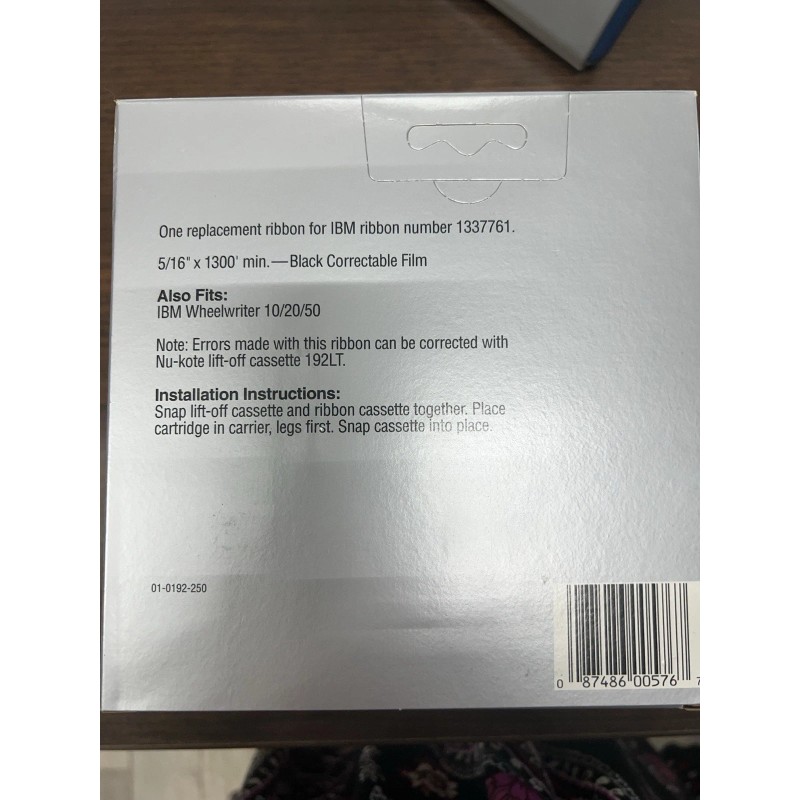 One replacement ribbon for IBM ribbon number 1337761.
5/16" x 1300' min.—Black Correctable Film
Also Fits:
IBM Wheelwriter 10/20/50
Note: Errors made with this ribbon can be corrected with
Nu-kote lift-off cassette 192LT.
Installation Instructions:
Snap lift-off cassette and ribbon cassette together. Place
cartridge in carrier, legs first. Snap cassette into place.
01-0192-250
0 87486 00576 7